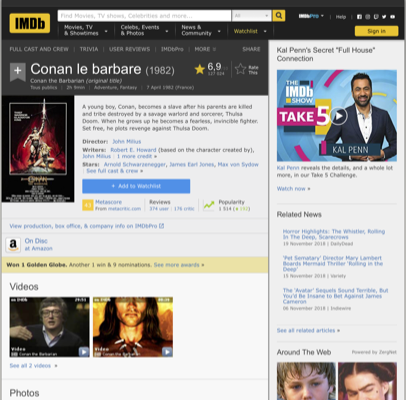 IMDb
Find Movies, TV shows, Celebrities and more...
All
IMDbPro
Help
Movies, TV
& Showtimes
Celebs, Events
& Photos
News &
Community
Watchlist
Sign in
FULL CAST AND CREW | TRIVIA | USER REVIEWS | IMDbPro | MORE
SHARE
Conan le barbare (1982)
Conan the Barbarian (original title)
Tous publics | 2h 9min | Adventure, Fantasy | 7 April 1982 (France)
6,9
Rate
This
A young boy, Conan, becomes a slave after his parents are killed
and tribe destroyed by a savage warlord and sorcerer, Thulsa
Doom. When he grows up he becomes a fearless, invincible fighter.
Set free, he plots revenge against Thulsa Doom.
Director: John Milius
Writers: Robert E. Howard (based on the character created by),
John Milius | 1 more credit »
Stars: Arnold Schwarzenegger, James Earl Jones, Max von Sydow
| See full cast & crew »
+ Add to Watchlist
Metascore
From metacritic.com
Reviews
374 user | 176 critic
Popularity
View production, box office, & company info on IMDbPro
On Disc
at Amazon
Won 1 Golden Globe. Another 1 win & 9 nominations. See more awards »
Videos
Video
Conan the Barbarian
Video
Conan the Barbarian
See all 2 videos »
Photos
Kal Penn's Secret "Full House"
Connection
THE
IMDb
SHOW
TAKE 5
KAL PENN
Kal Penn reveals the details, and a whole lot
more, in our Take 5 Challenge.
Watch now »
Related News
Horror Highlights: The Whistler, Rolling
In The Deep, Scarecrows
19 November 2018 | DailyDead
'Pet Sematary' Director Mary Lambert
Boards Mermaid Thriller 'Rolling in the
Deep'
15 November 2018 | Variety
The 'Avatar' Sequels Sound Terrible, But
You'd Be Insane to Bet Against James
Cameron
06 November 2018 | Indiewire
See all related articles »
Around The Web
Powered by ZergNet